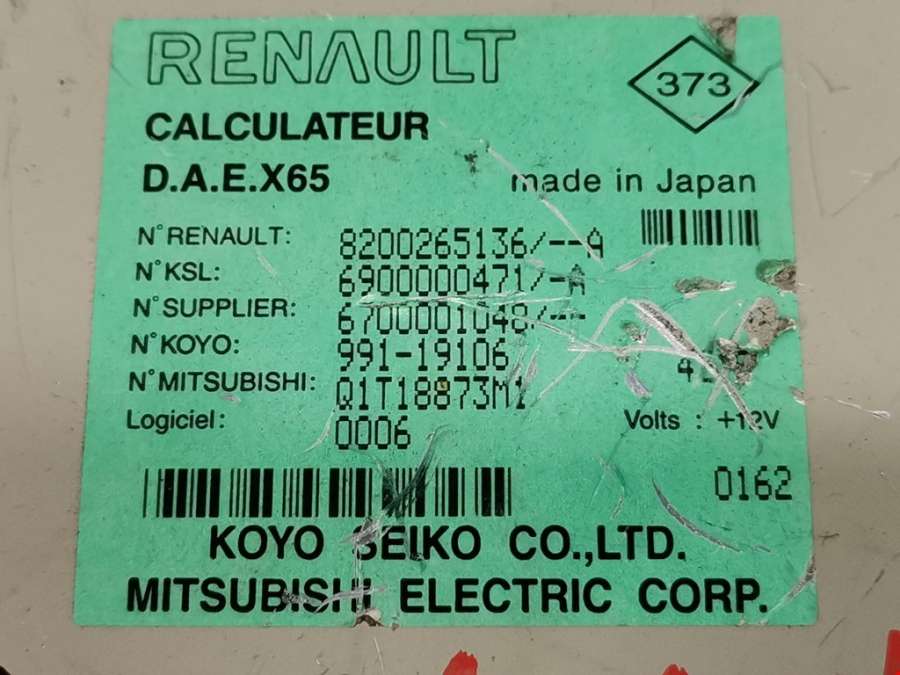 RENAULT
373
CALCULATEUR
D.A.E.X65
made in Japan
N° RENAULT: 8200265136/--A
N° KSL: 6900000471/-A
N° SUPPLIER: 6700001048/--
N° KOYO: 991-19106
N° MITSUBISHI: Q1T18873M1
Logiciel: 0006
Volts : +12V
0162
KOYO SEIKO CO.,LTD.
MITSUBISHI ELECTRIC CORP.